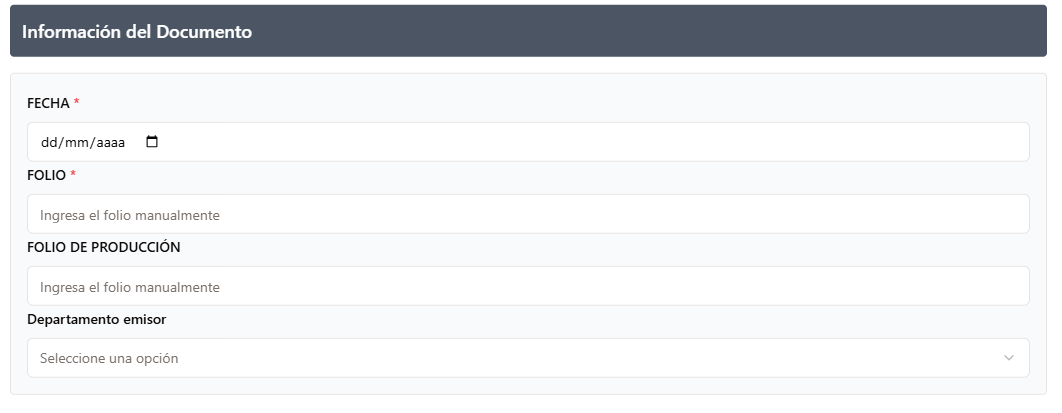 Información del Documento
FECHA *
dd/mm/aaaa
FOLIO *
Ingresa el folio manualmente
FOLIO DE PRODUCCIÓN
Ingresa el folio manualmente
Departamento emisor
Seleccione una opción